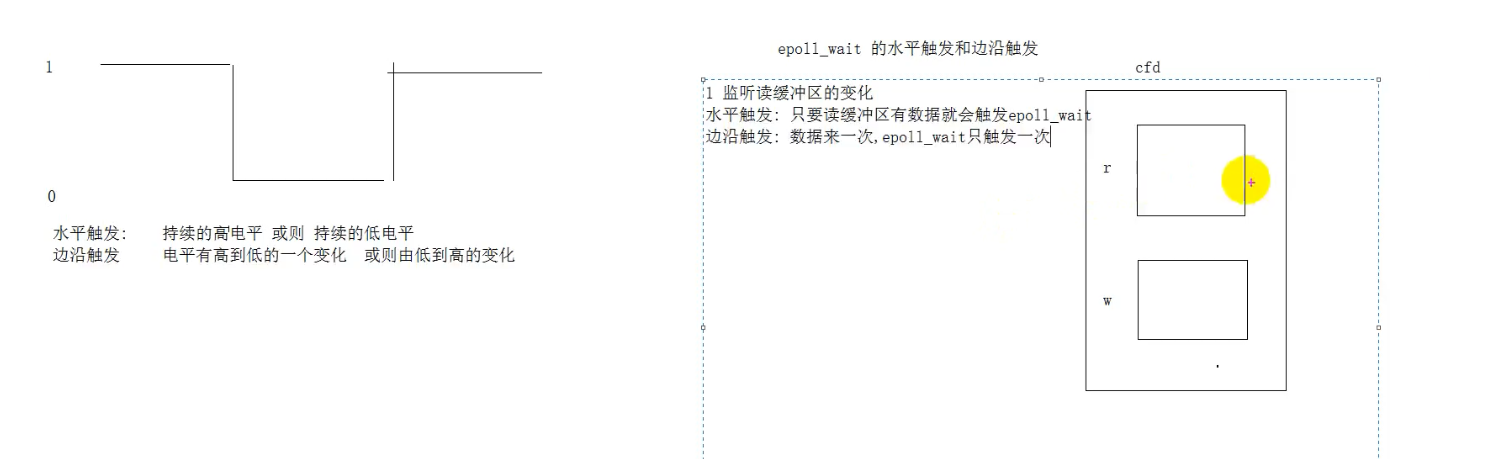 1
0
水平触发: 持续的高电平 或则 持续的低电平
边沿触发 电平有高到低的一个变化 或则由低到高的变化
epoll_wait 的水平触发和边沿触发
cfd
1 监听读缓冲区的变化
水平触发: 只要读缓冲区有数据就会触发epoll_wait
边沿触发: 数据来一次,epoll_wait只触发一次
r
w